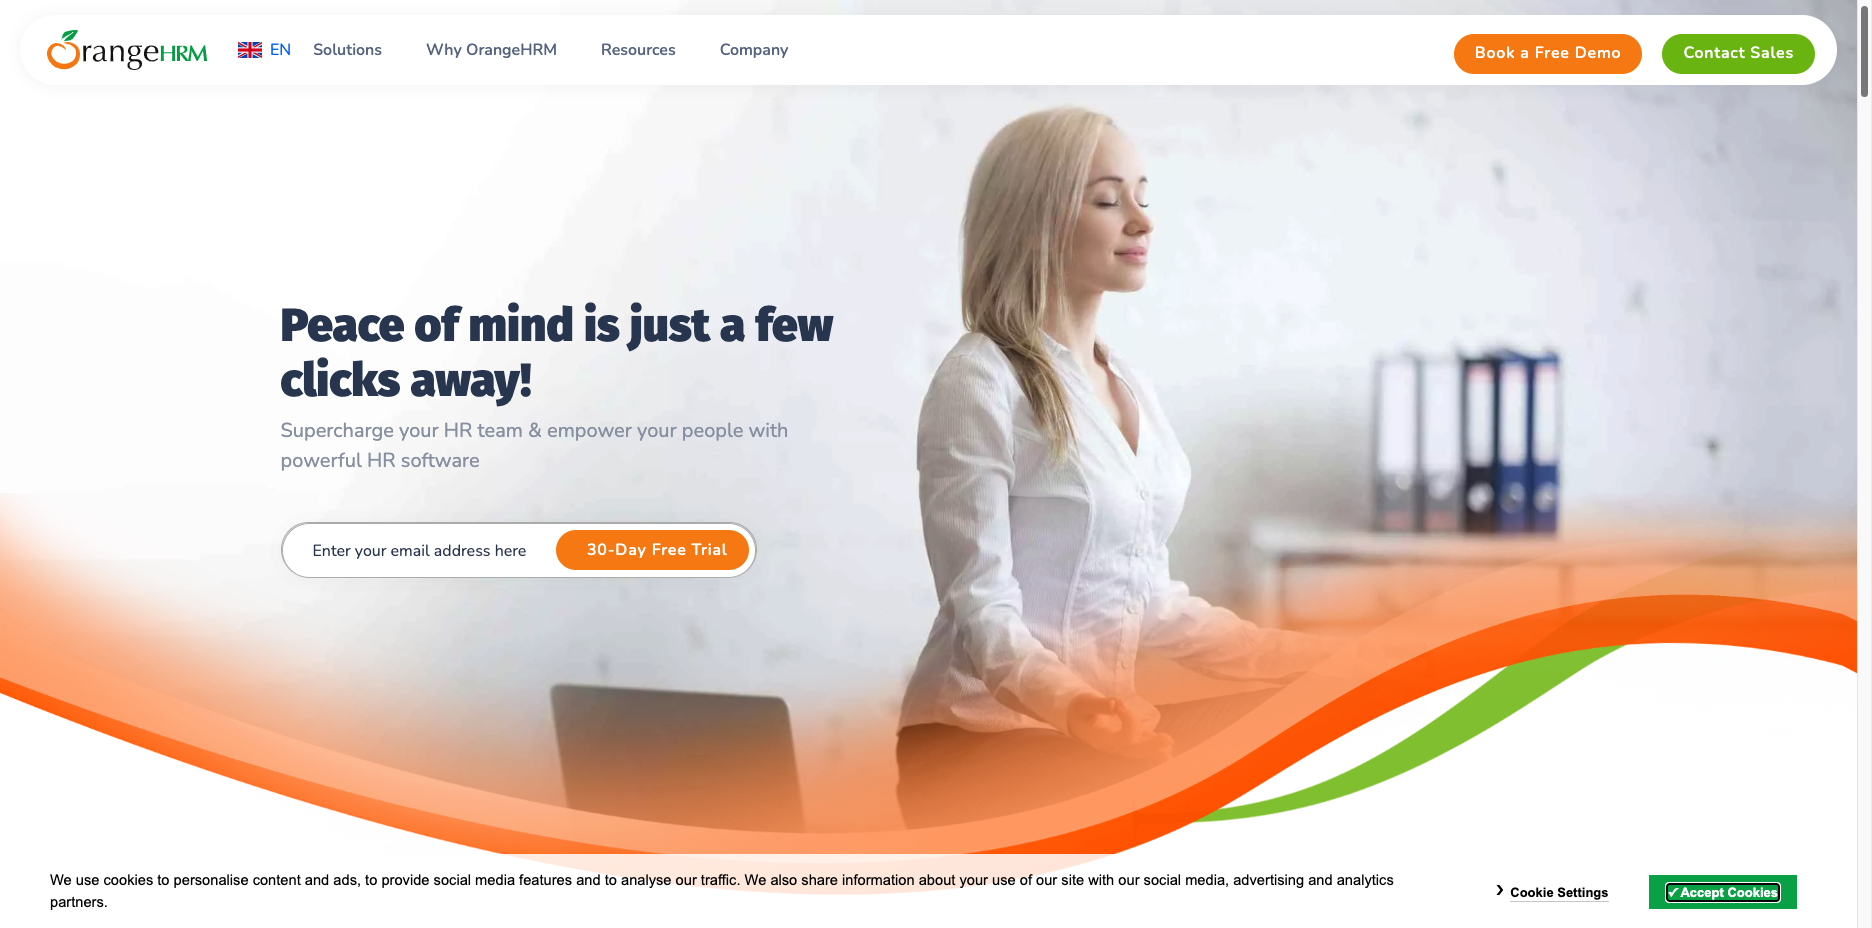 OrangeHRM
EN
Solutions
Why OrangeHRM
Resources
Company
Book a Free Demo
Contact Sales
Peace of mind is just a few
clicks away!
Supercharge your HR team & empower your people with
powerful HR software
Enter your email address here
30-Day Free Trial
We use cookies to personalise content and ads, to provide social media features and to analyse our traffic. We also share information about your use of our site with our social media, advertising and analytics
partners.
Cookie Settings
✓Accept Cookies